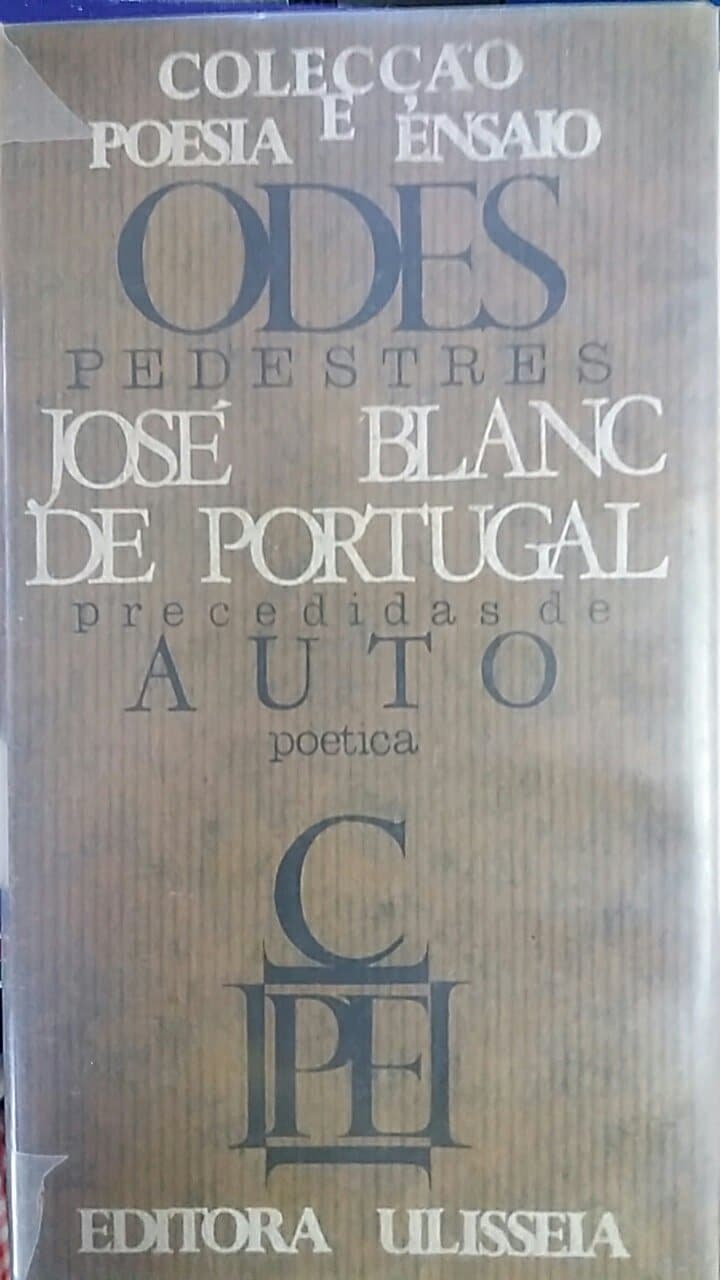 COLECÇÃO
POESIA E ENSAIO
ODES
PEDESTRES
JOSÉ BLANC
DE PORTUGAL
precedidas de
AUTO
poetica
C
PE
EDITORA ULISSEIA